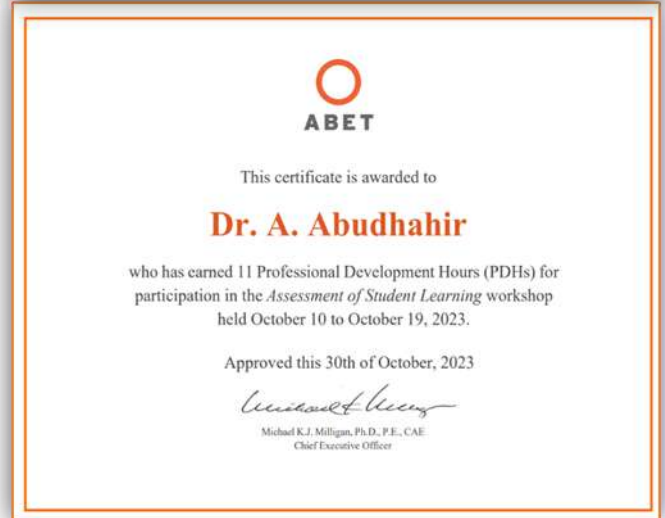 ABET
This certificate is awarded to
Dr. A. Abudhahir
who has earned 11 Professional Development Hours (PDHs) for
participation in the Assessment of Student Learning workshop
held October 10 to October 19, 2023.
Approved this 30th of October, 2023
Michael K.J. Milligan, Ph.D., P.E., CAE
Chief Executive Officer